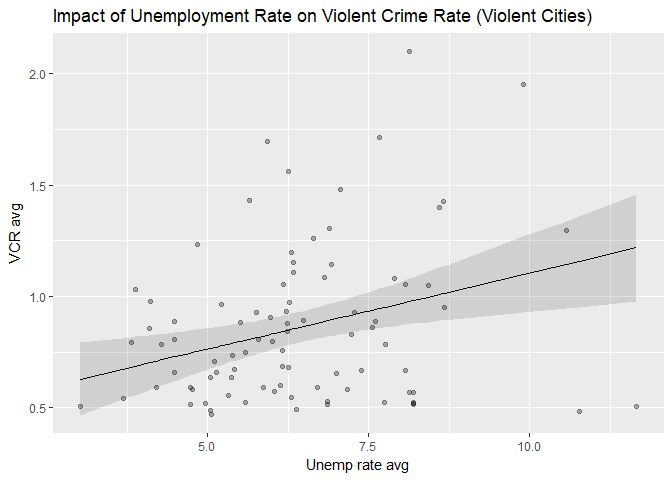 Impact of Unemployment Rate on Violent Crime Rate (Violent Cities)
2.0
1.5
1.0
0.5
VCR avg
5.0 7.5 10.0
Unemp rate avg